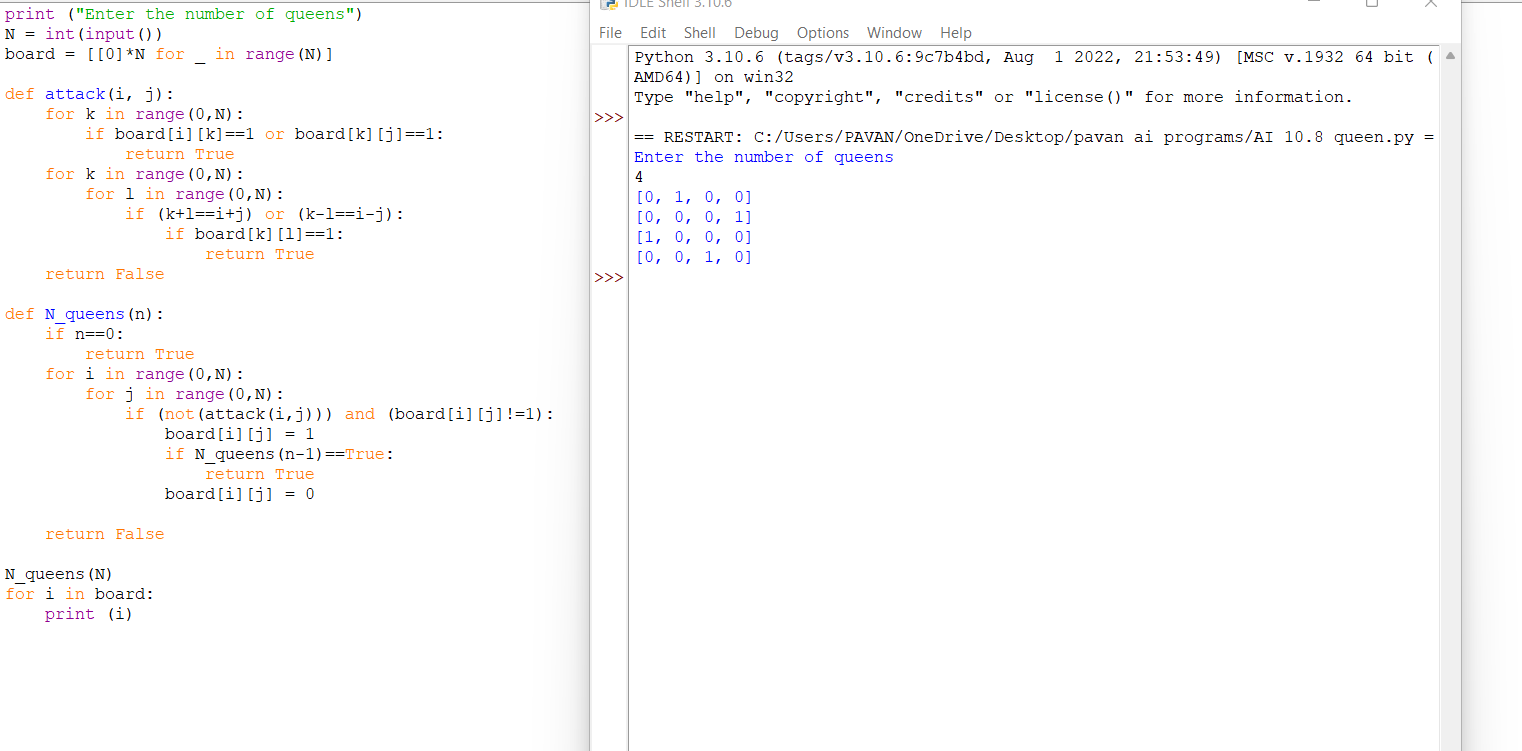 print ("Enter the number of queens")
N = int(input())
board = [[0]*N for _ in range(N)]
def attack(i, j):
    for k in range(0,N):
        if board[i][k]==1 or board[k][j]==1:
            return True
    for k in range(0,N):
        for l in range(0,N):
            if (k+l==i+j) or (k-l==i-j):
                if board[k][l]==1:
                    return True
    return False
def N_queens(n):
    if n==0:
        return True
    for i in range(0,N):
        for j in range(0,N):
            if (not(attack(i,j))) and (board[i][j]!=1):
                board[i][j] = 1
                if N_queens(n-1)==True:
                    return True
                board[i][j] = 0
    return False
N_queens(N)
for i in board:
    print (i)
IDLE Shell 3.10.6
File Edit Shell Debug Options Window Help
Python 3.10.6 (tags/v3.10.6:9c7b4bd, Aug  1 2022, 21:53:49) [MSC v.1932 64 bit (
AMD64)] on win32
Type "help", "copyright", "credits" or "license()" for more information.
>>>
== RESTART: C:/Users/PAVAN/OneDrive/Desktop/pavan ai programs/AI 10.8 queen.py =
Enter the number of queens
4
[0, 1, 0, 0]
[0, 0, 0, 1]
[1, 0, 0, 0]
[0, 0, 1, 0]
>>>